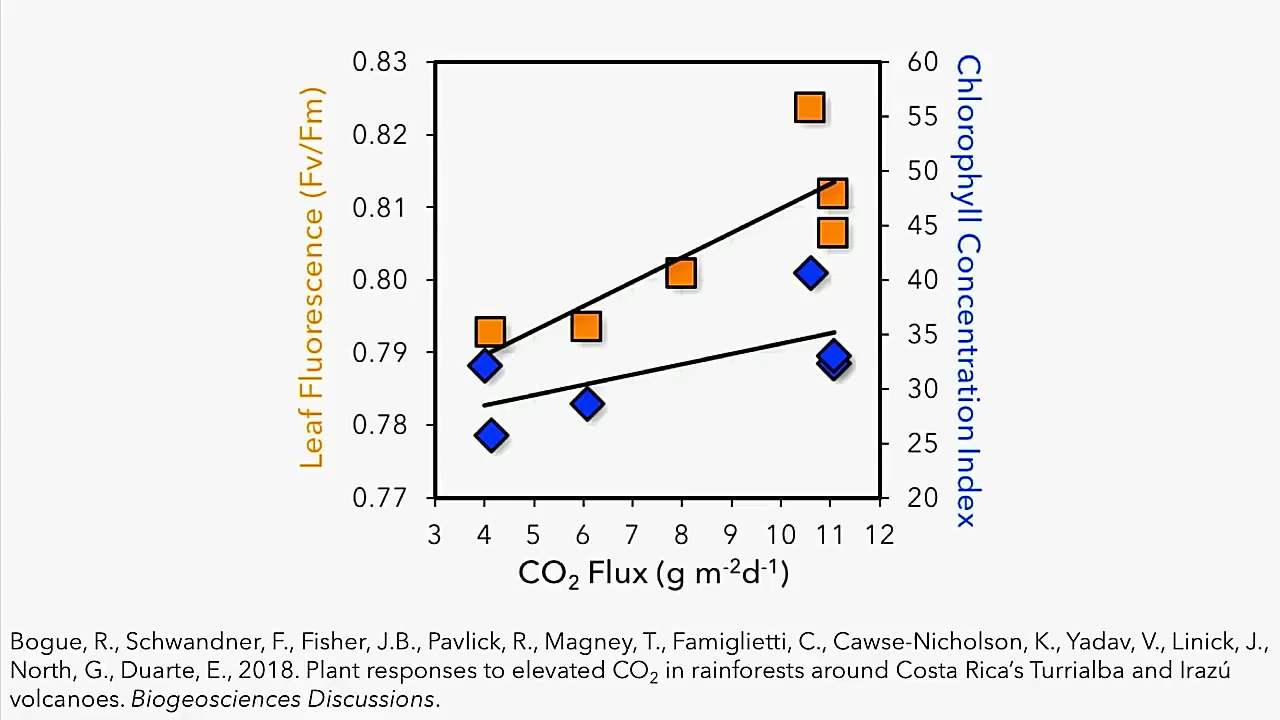 Leaf Fluorescence (Fv/Fm)
0.83
0.82
0.81
0.80
0.79
0.78
0.77
60
55
50
45
40
35
30
25
20
Chlorophyll Concentration Index
3 4 5 6 7 8 9 10 11 12
CO₂ Flux (g m⁻²d⁻¹)
Bogue, R., Schwandner, F., Fisher, J.B., Pavlick, R., Magney, T., Famiglietti, C., Cawse-Nicholson, K., Yadav, V., Linick, J.,
North, G., Duarte, E., 2018. Plant responses to elevated CO₂ in rainforests around Costa Rica’s Turrialba and Irazú
volcanoes. Biogeosciences Discussions.